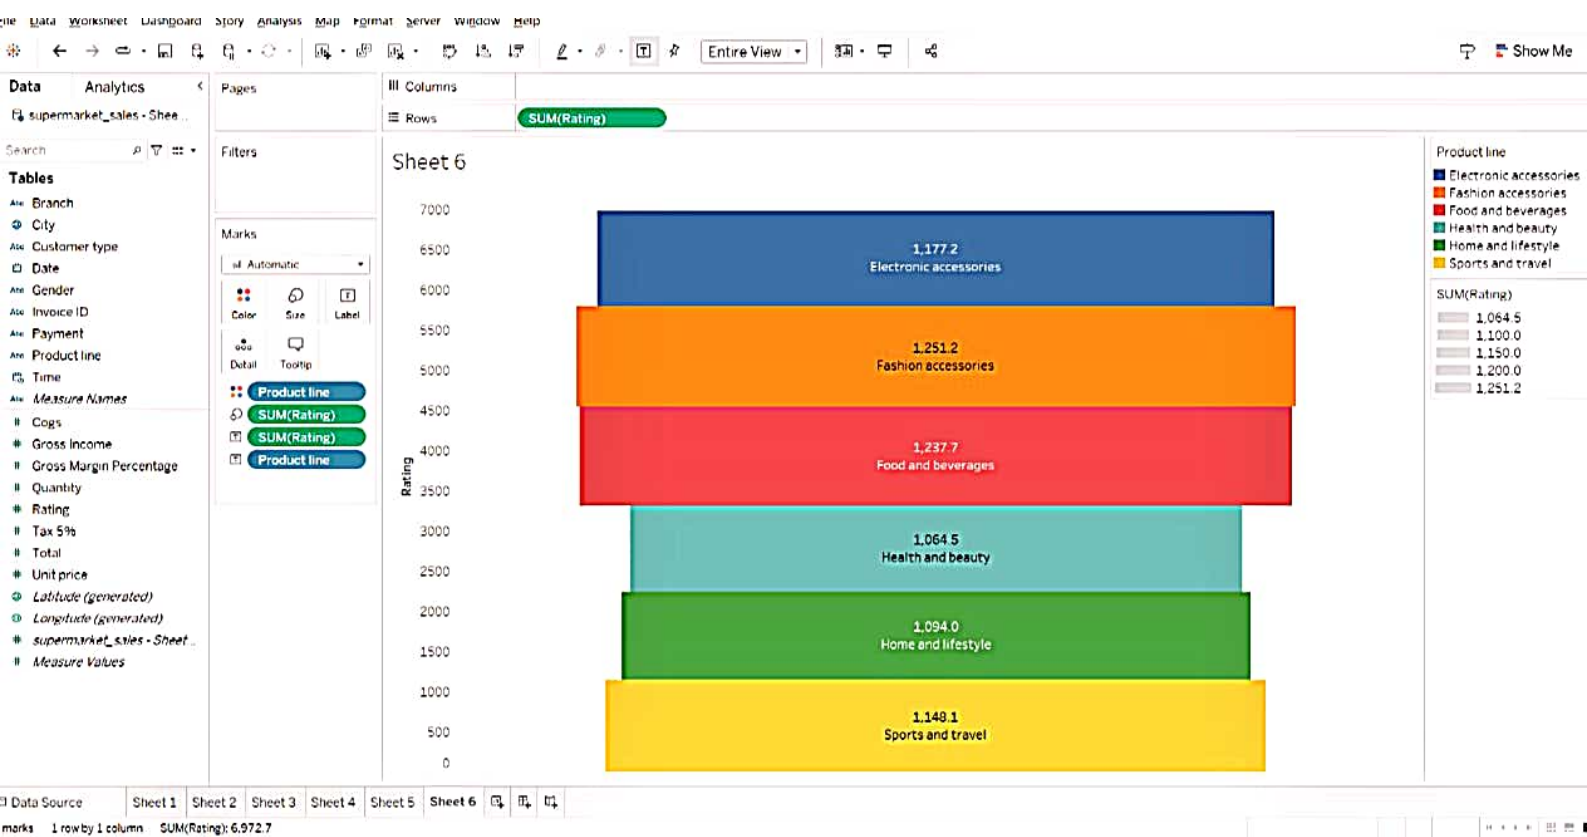 File Data Worksheet Dashboard Story Analysis Map Format Server Window Help
Entire View
Show Me
Data Analytics
Pages
Columns
supermarket_sales - Shee...
Rows SUM(Rating)
Search
Filters
Sheet 6
Tables
Abc Branch
City
Abc Customer type
Date
Abc Gender
Abc Invoice ID
Abc Payment
Abc Product line
Time
Abc Measure Names
# Cogs
# Gross Income
# Gross Margin Percentage
# Quantity
# Rating
# Tax 5%
# Total
# Unit price
Latitude (generated)
Longitude (generated)
# supermarket_sales - Sheet...
# Measure Values
Marks
Automatic
Color Size Label
Detail Tooltip
Product line
SUM(Rating)
SUM(Rating)
Product line
Rating
7000
6500
6000
5500
5000
4500
4000
3500
3000
2500
2000
1500
1000
500
0
1,177.2
Electronic accessories
1,251.2
Fashion accessories
1,237.7
Food and beverages
1,064.5
Health and beauty
1,094.0
Home and lifestyle
1,148.1
Sports and travel
Product line
Electronic accessories
Fashion accessories
Food and beverages
Health and beauty
Home and lifestyle
Sports and travel
SUM(Rating)
1,064.5
1,100.0
1,150.0
1,200.0
1,251.2
Data Source Sheet 1 Sheet 2 Sheet 3 Sheet 4 Sheet 5 Sheet 6
marks 1 row by 1 column SUM(Rating): 6,972.7